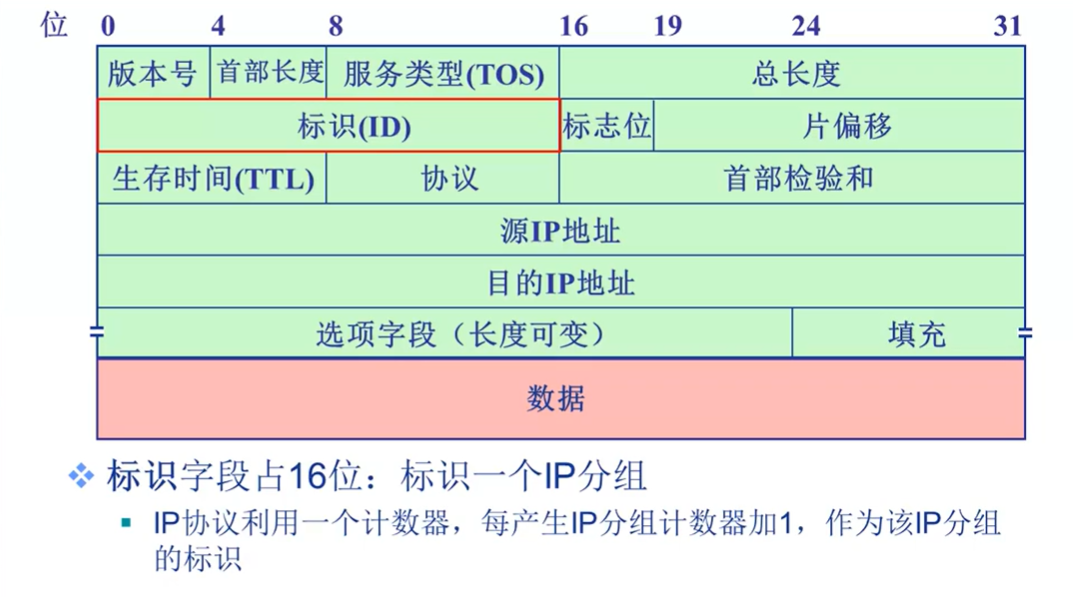 位 0 4 8 16 19 24 31
版本号 首部长度 服务类型(TOS) 总长度
标识(ID) 标志位 片偏移
生存时间(TTL) 协议 首部检验和
源IP地址
目的IP地址
选项字段（长度可变） 填充
数据
标识字段占16位：标识一个IP分组
IP协议利用一个计数器，每产生IP分组计数器加1，作为该IP分组
的标识